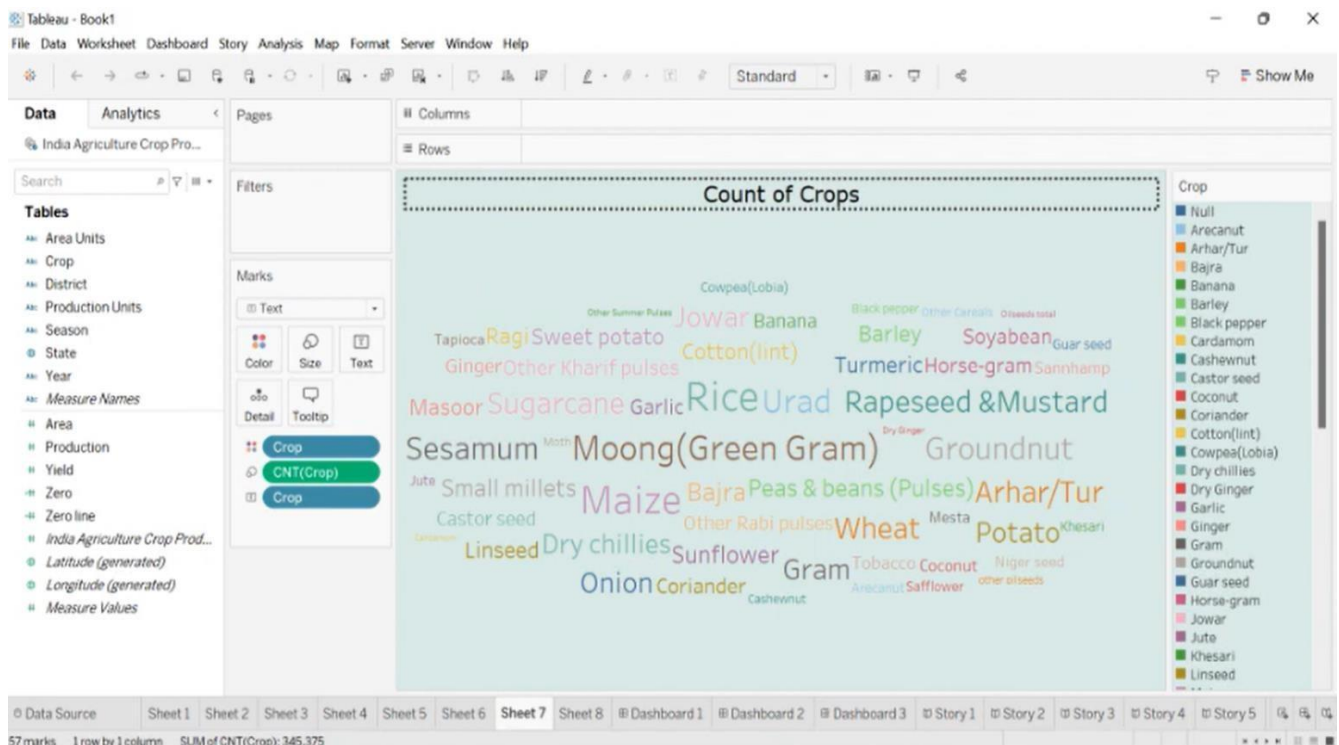 Tableau - Book1
File Data Worksheet Dashboard Story Analysis Map Format Server Window Help
Standard
Show Me
Data Analytics
India Agriculture Crop Pro...
Search
Tables
Abc Area Units
Abc Crop
Abc District
Abc Production Units
Abc Season
State
Abc Year
Abc Measure Names
# Area
# Production
# Yield
=# Zero
=# Zero line
# India Agriculture Crop Prod...
Latitude (generated)
Longitude (generated)
# Measure Values
Pages
Filters
Marks
Text
Color Size Text
Detail Tooltip
Crop
CNT(Crop)
Crop
Columns
Rows
Count of Crops
Cowpea(Lobia)
Other Summer Pulses Jowar Banana Black pepper Other Cereals Oilseeds total
Tapioca Ragi Sweet potato Cotton(lint) Barley Soyabean Guar seed
Ginger Other Kharif pulses Turmeric Horse-gram Sannhamp
Masoor Sugarcane Garlic Rice Urad Rapeseed &Mustard
Sesamum Moth Moong(Green Gram) Dry Ginger Groundnut
Jute Small millets Maize Bajra Peas & beans (Pulses) Arhar/Tur
Castor seed Other Rabi pulses Wheat Mesta Potato Khesari
Cardamom Linseed Dry chillies Sunflower Gram Tobacco Coconut Niger seed
Onion Coriander Cashewnut Arecanut Safflower other oilseeds
Crop
Null
Arecanut
Arhar/Tur
Bajra
Banana
Barley
Black pepper
Cardamom
Cashewnut
Castor seed
Coconut
Coriander
Cotton(lint)
Cowpea(Lobia)
Dry chillies
Dry Ginger
Garlic
Ginger
Gram
Groundnut
Guar seed
Horse-gram
Jowar
Jute
Khesari
Linseed
Data Source Sheet 1 Sheet 2 Sheet 3 Sheet 4 Sheet 5 Sheet 6 Sheet 7 Sheet 8 Dashboard 1 Dashboard 2 Dashboard 3 Story 1 Story 2 Story 3 Story 4 Story 5
57 marks 1 row by 1 column SUM of CNT(Crop): 345,375